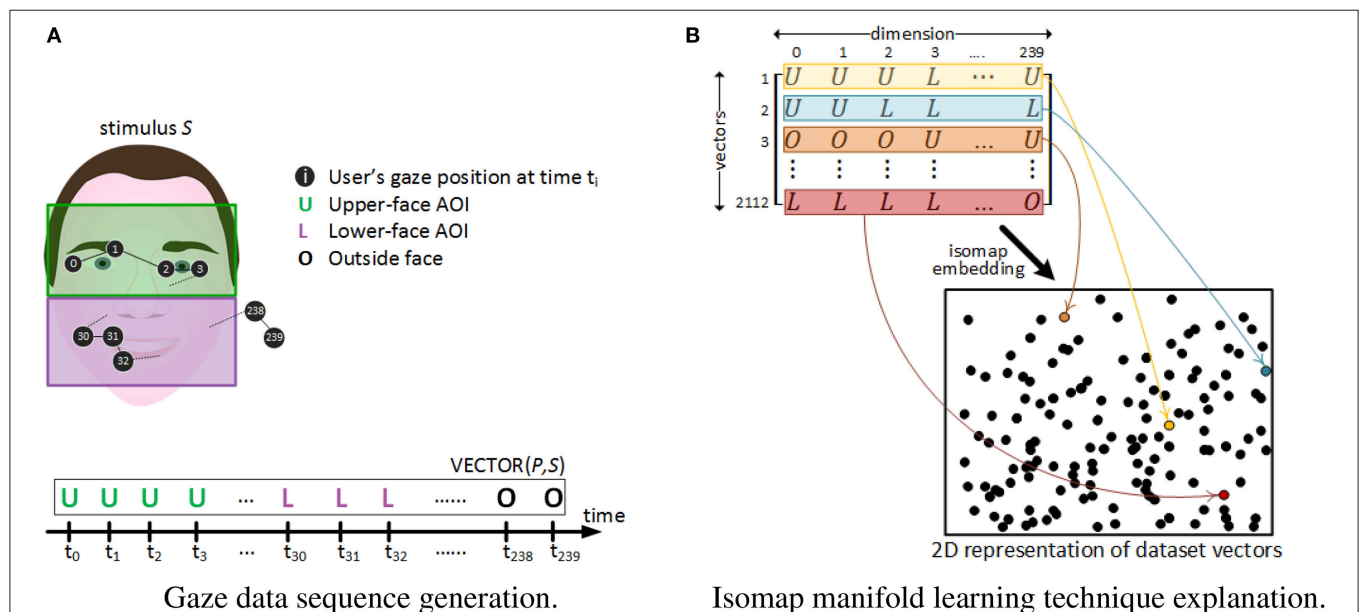 A
stimulus S
i User's gaze position at time tᵢ
U Upper-face AOI
L Lower-face AOI
O Outside face
0 1 2 3
238
239
30 31
32
VECTOR(P,S)
U U U U ... L L L ...... O O
time
t₀ t₁ t₂ t₃ ... t₃₀ t₃₁ t₃₂ ...... t₂₃₈ t₂₃₉
Gaze data sequence generation.
B
dimension
0 1 2 3 .... 239
vectors
1 U U U L ... U
2 U U L L L
3 O O O U ... U
⋮ ⋮ ⋮ ⋮ ⋮
2112 L L L L ... O
isomap
embedding
2D representation of dataset vectors
Isomap manifold learning technique explanation.